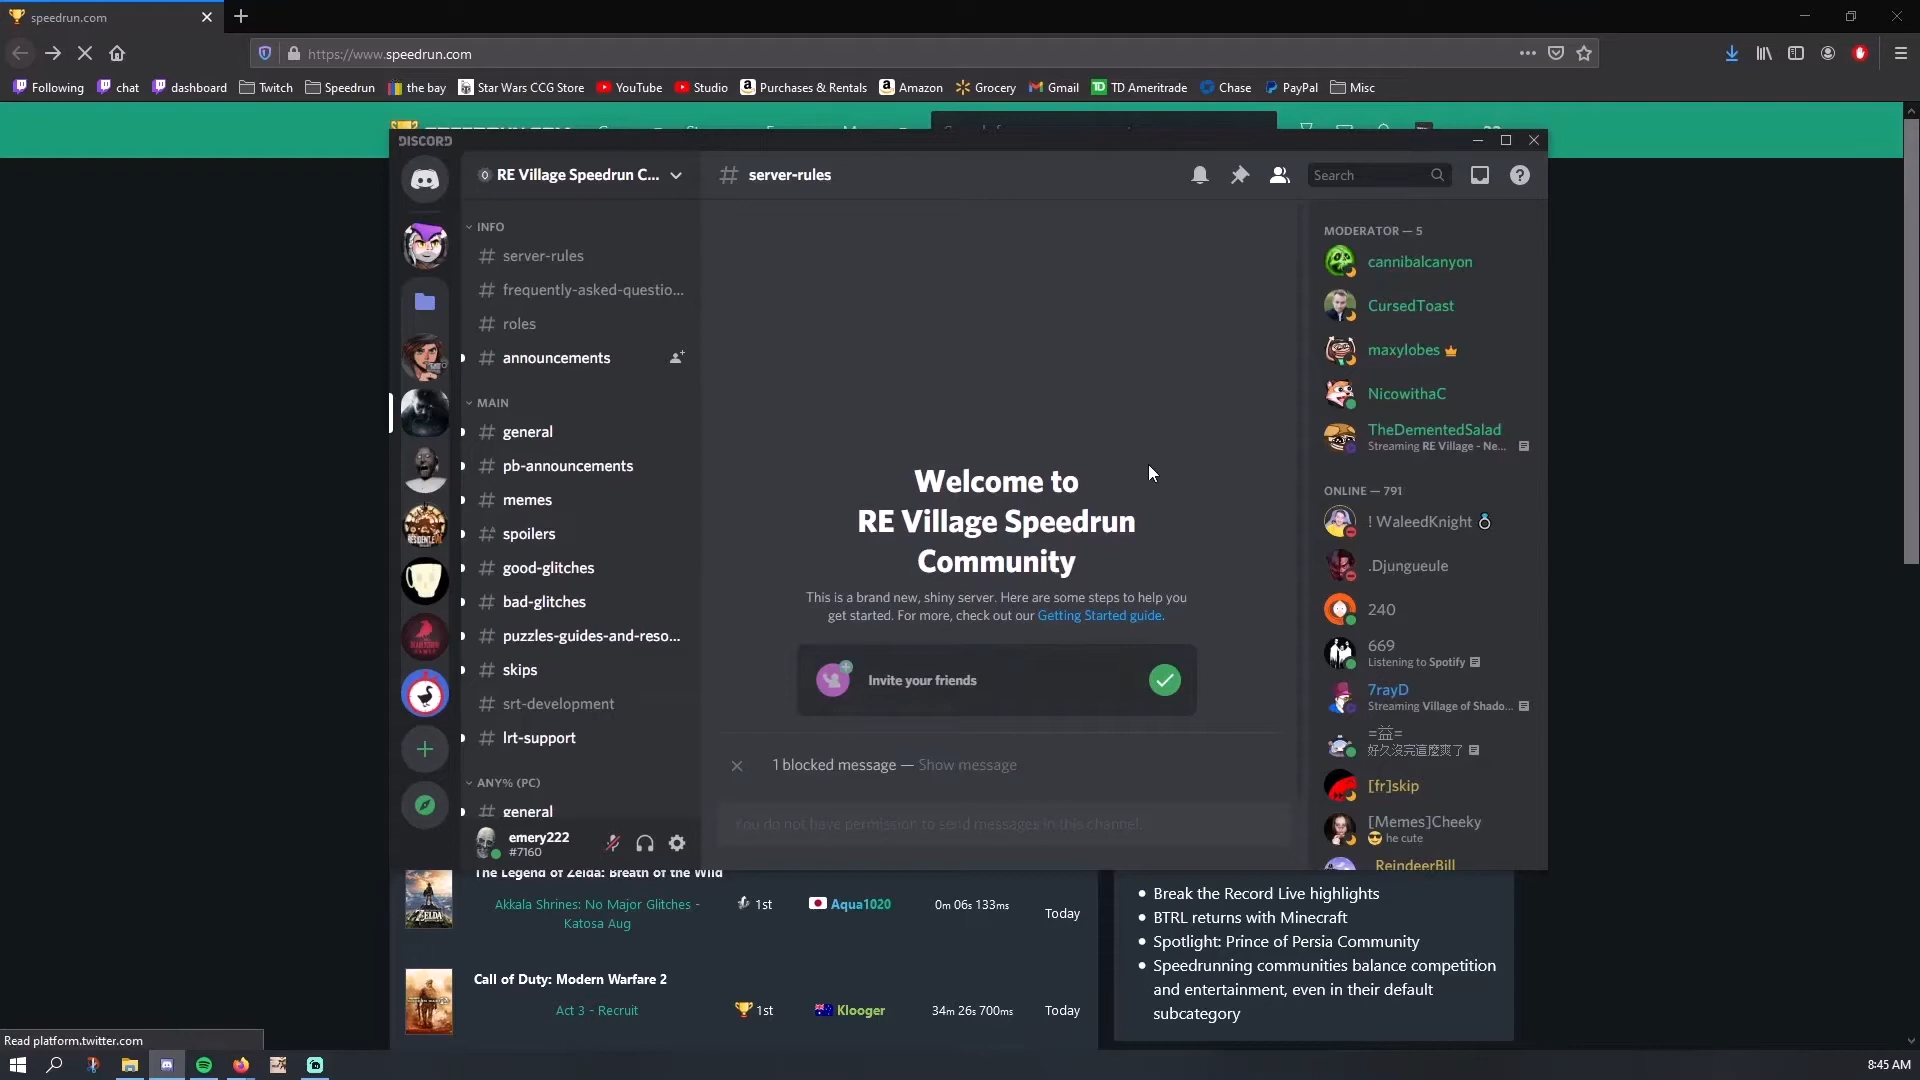 speedrun.com
https://www.speedrun.com
Following chat dashboard Twitch Speedrun the bay Star Wars CCG Store YouTube Studio Purchases & Rentals Amazon Grocery Gmail TD Ameritrade Chase PayPal Misc
DISCORD
RE Village Speedrun C...
server-rules
Search
INFO
server-rules
frequently-asked-questio...
roles
announcements
MAIN
general
pb-announcements
memes
spoilers
good-glitches
bad-glitches
puzzles-guides-and-reso...
skips
srt-development
lrt-support
ANY% (PC)
general
emery222
#7160
Welcome to
RE Village Speedrun
Community
This is a brand new, shiny server. Here are some steps to help you
get started. For more, check out our Getting Started guide.
Invite your friends
1 blocked message — Show message
You do not have permission to send messages in this channel.
MODERATOR — 5
cannibalcanyon
CursedToast
maxylobes
NicowithaC
TheDementedSalad
Streaming RE Village - Ne...
ONLINE — 791
! WaleedKnight
.Djungueule
240
669
Listening to Spotify
7rayD
Streaming Village of Shado...
=益=
好久沒完這麼爽了
[fr]skip
[Memes]Cheeky
he cute
ReindeerBill
The Legend of Zelda: Breath of the Wild
Akkala Shrines: No Major Glitches -
Katosa Aug
1st Aqua1020 0m 06s 133ms Today
Call of Duty: Modern Warfare 2
Act 3 - Recruit 1st Klooger 34m 26s 700ms Today
Break the Record Live highlights
BTRL returns with Minecraft
Spotlight: Prince of Persia Community
Speedrunning communities balance competition
and entertainment, even in their default
subcategory
Read platform.twitter.com
8:45 AM